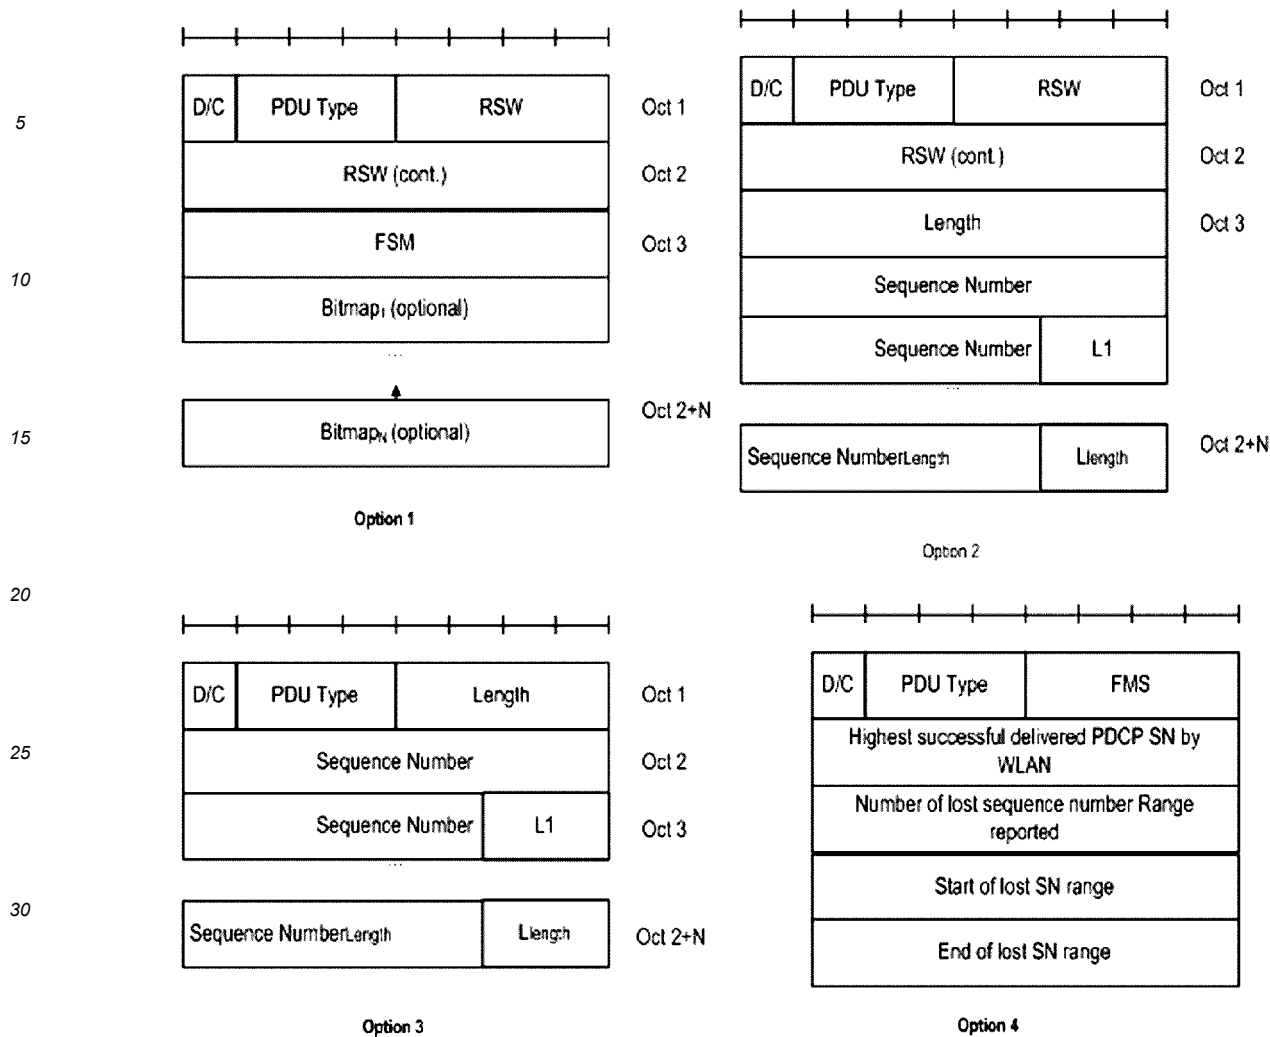 D/C PDU Type RSW Oct 1
5
RSW (cont.) Oct 2
FSM Oct 3
10
Bitmap1 (optional)
...
Oct 2+N
15
BitmapN (optional)
Option 1
D/C PDU Type RSW Oct 1
RSW (cont.) Oct 2
Length Oct 3
Sequence Number
Sequence Number L1
...
Sequence NumberLength Llength Oct 2+N
Option 2
20
D/C PDU Type Length Oct 1
25
Sequence Number Oct 2
Sequence Number L1 Oct 3
...
30
Sequence NumberLength Llength Oct 2+N
Option 3
D/C PDU Type FMS
Highest successful delivered PDCP SN by
WLAN
Number of lost sequence number Range
reported
Start of lost SN range
End of lost SN range
Option 4